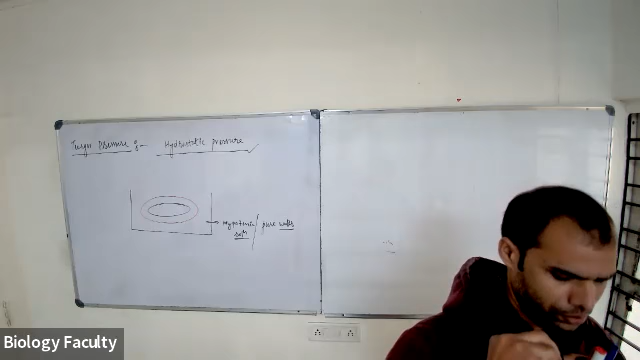 Turgor Pressure :- Hydrostatic pressure
→ hypotonic / pure water
soln
Biology Faculty